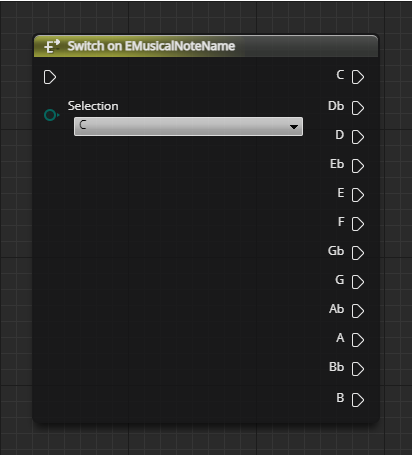 Switch on EMusicalNoteName
C
Db
Selection
C
D
Eb
E
F
Gb
G
Ab
A
Bb
B